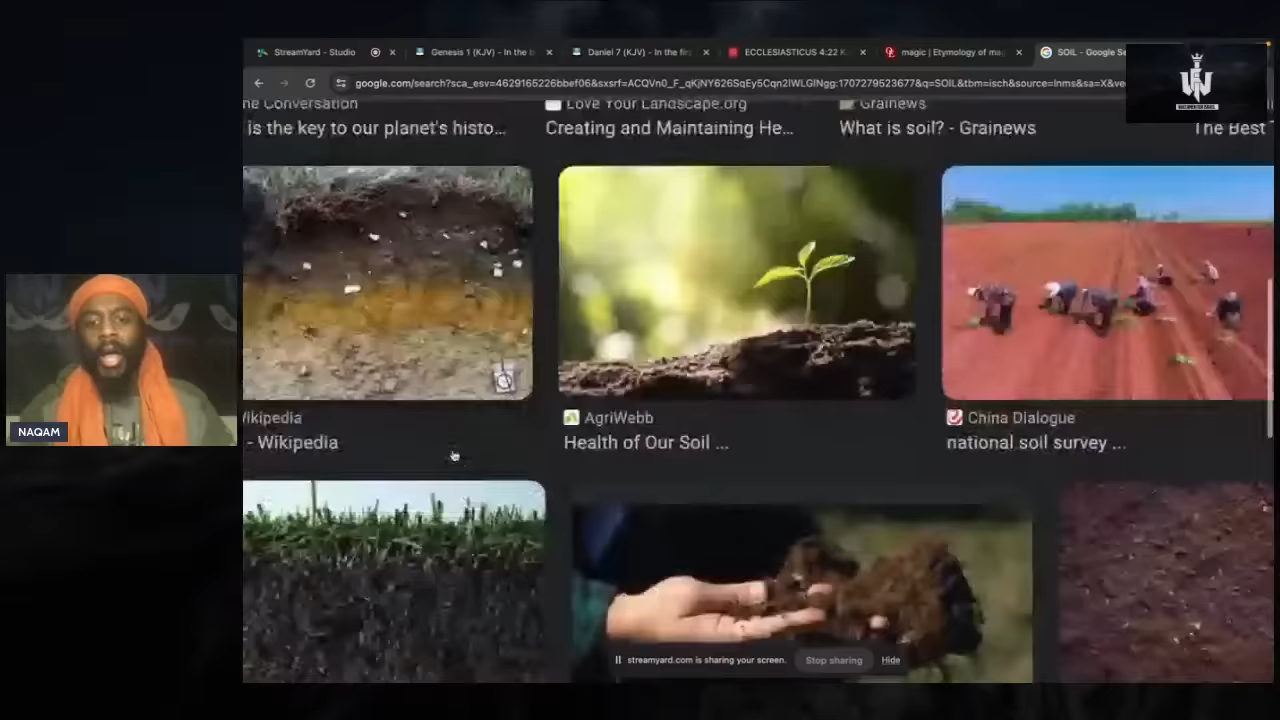 StreamYard - Studio
Genesis 1 (KJV) - In the b
Daniel 7 (KJV) - In the firs
ECCLESIASTICUS 4:22 K
magic | Etymology of mag
SOIL - Google Se
google.com/search?sca_esv=4629165226bbef06&sxsrf=ACQVn0_F_qKjNY626SqEy5Cqn2lWLGlNgg:1707279523677&q=SOIL&tbm=isch&source=lnms&sa=X&ve
he Conversation
Love Your Landscape.org
Grainews
is the key to our planet's histo...
Creating and Maintaining He...
What is soil? - Grainews
The Best
NAQAM
Wikipedia
AgriWebb
China Dialogue
- Wikipedia
Health of Our Soil ...
national soil survey ...
streamyard.com is sharing your screen.
Stop sharing
Hide